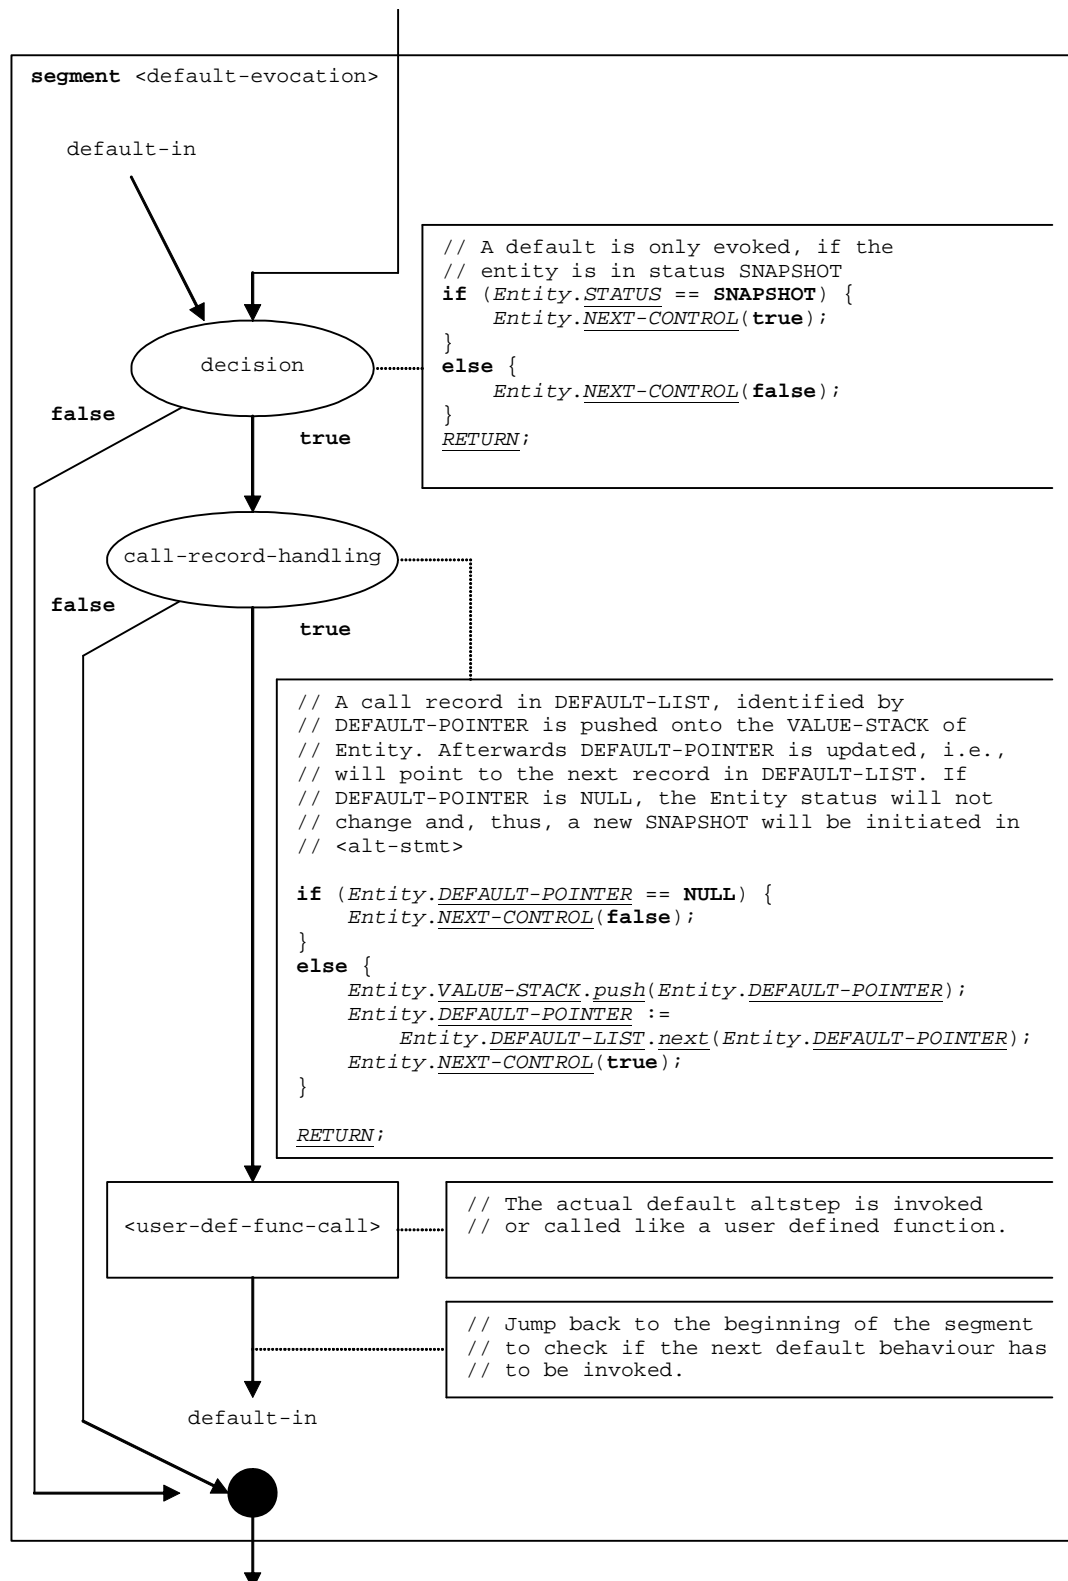 segment <default-evocation>
default-in
// A default is only evoked, if the
// entity is in status SNAPSHOT
if (Entity.STATUS == SNAPSHOT) {
Entity.NEXT-CONTROL(true);
}
else {
Entity.NEXT-CONTROL(false);
}
RETURN;
decision
false
true
call-record-handling
false
true
// A call record in DEFAULT-LIST, identified by
// DEFAULT-POINTER is pushed onto the VALUE-STACK of
// Entity. Afterwards DEFAULT-POINTER is updated, i.e.,
// will point to the next record in DEFAULT-LIST. If
// DEFAULT-POINTER is NULL, the Entity status will not
// change and, thus, a new SNAPSHOT will be initiated in
// <alt-stmt>
if (Entity.DEFAULT-POINTER == NULL) {
Entity.NEXT-CONTROL(false);
}
else {
Entity.VALUE-STACK.push(Entity.DEFAULT-POINTER);
Entity.DEFAULT-POINTER :=
Entity.DEFAULT-LIST.next(Entity.DEFAULT-POINTER);
Entity.NEXT-CONTROL(true);
}
RETURN;
<user-def-func-call>
// The actual default altstep is invoked
// or called like a user defined function.
// Jump back to the beginning of the segment
// to check if the next default behaviour has
// to be invoked.
default-in